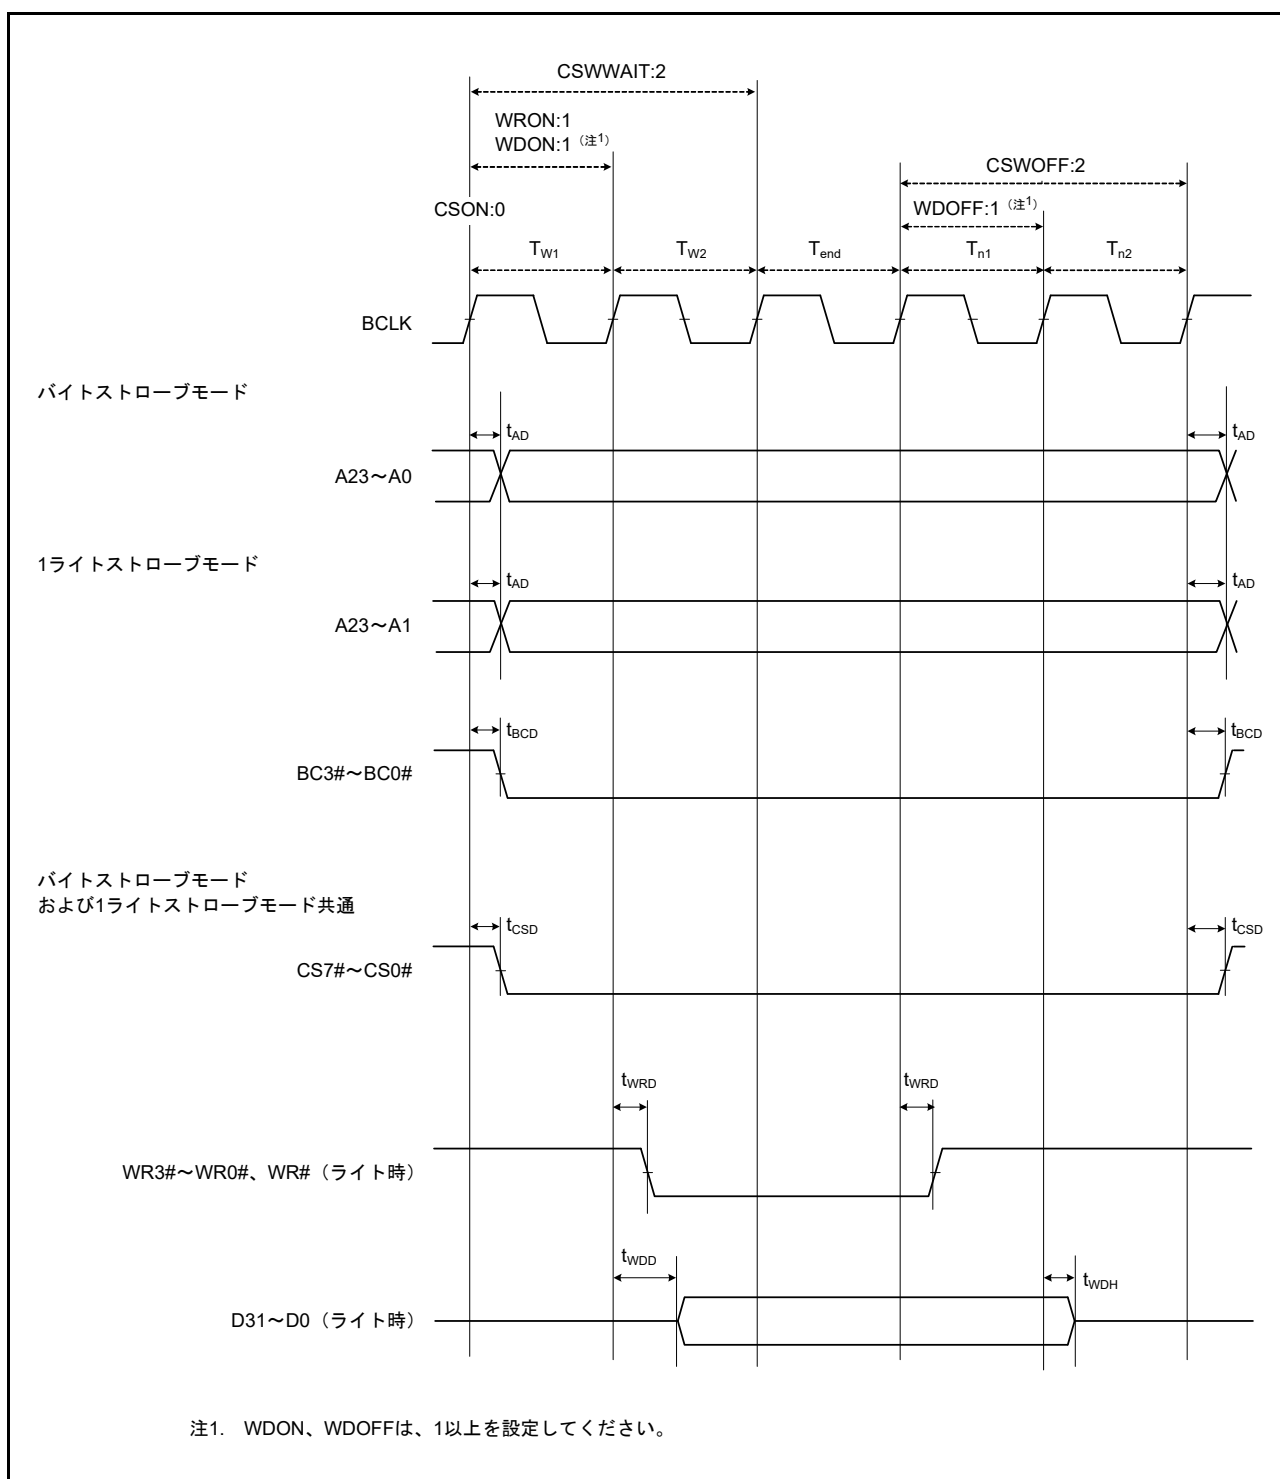 CSWWAIT:2
WRON:1
WDON:1（注1）
CSWOFF:2
CSON:0
WDOFF:1（注1）
TW1
TW2
Tend
Tn1
Tn2
BCLK
バイトストローブモード
tAD
tAD
A23～A0
1ライトストローブモード
tAD
tAD
A23～A1
tBCD
tBCD
BC3#～BC0#
バイトストローブモード
および1ライトストローブモード共通
tCSD
tCSD
CS7#～CS0#
tWRD
tWRD
WR3#～WR0#、WR#（ライト時）
tWDD
tWDH
D31～D0（ライト時）
注1. WDON、WDOFFは、1以上を設定してください。